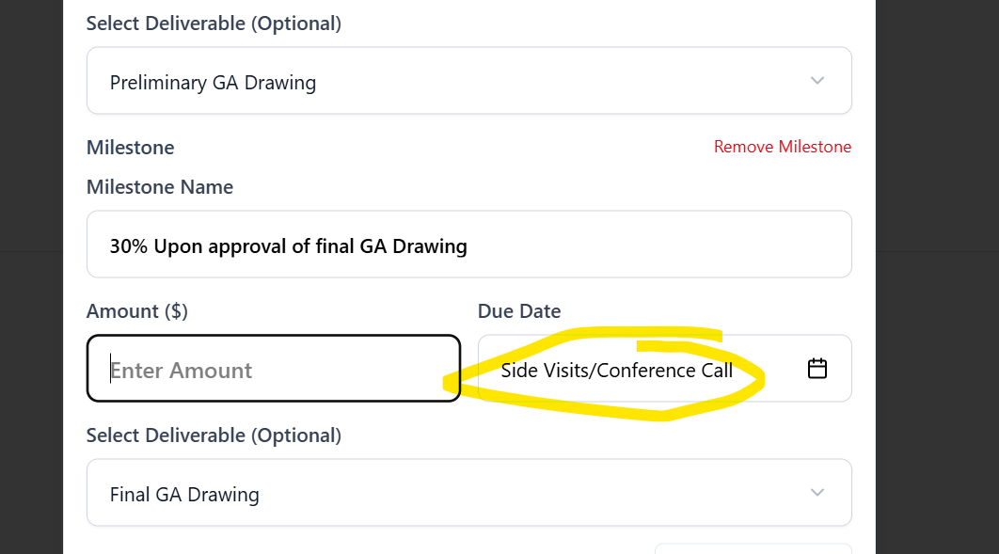 Select Deliverable (Optional)
Preliminary GA Drawing
Milestone
Remove Milestone
Milestone Name
30% Upon approval of final GA Drawing
Amount ($)
Due Date
Enter Amount
Side Visits/Conference Call
Select Deliverable (Optional)
Final GA Drawing